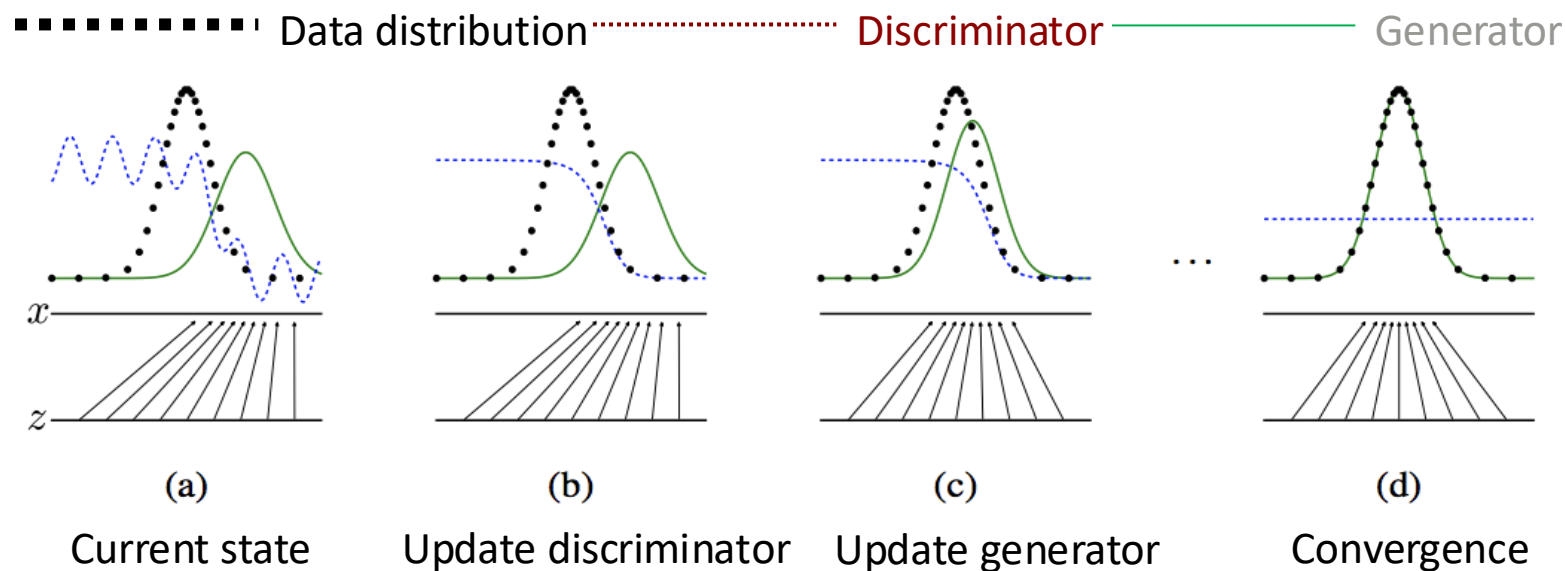 Data distribution Discriminator Generator
...
x
z
(a) (b) (c) (d)
Current state Update discriminator Update generator Convergence